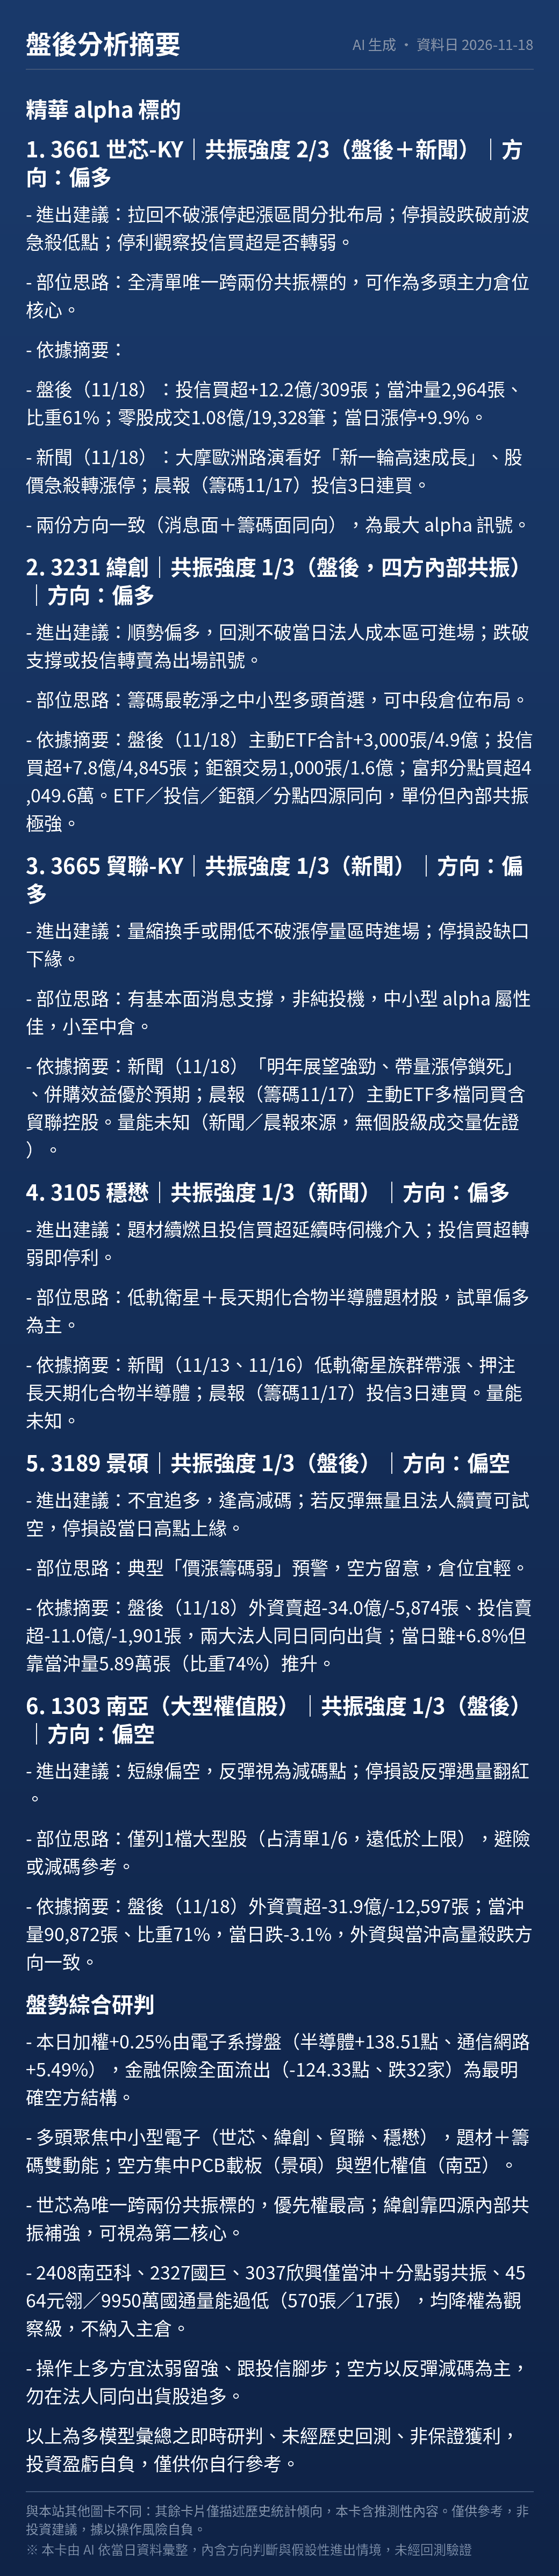 盤後分析摘要
AI 生成 · 資料日 2026-11-18
精華 alpha 標的
1. 3661 世芯-KY｜共振強度 2/3（盤後＋新聞）｜方
向：偏多
- 進出建議：拉回不破漲停起漲區間分批布局；停損設跌破前波
急殺低點；停利觀察投信買超是否轉弱。
- 部位思路：全清單唯一跨兩份共振標的，可作為多頭主力倉位
核心。
- 依據摘要：
- 盤後（11/18）：投信買超+12.2億/309張；當沖量2,964張、
比重61%；零股成交1.08億/19,328筆；當日漲停+9.9%。
- 新聞（11/18）：大摩歐洲路演看好「新一輪高速成長」、股
價急殺轉漲停；晨報（籌碼11/17）投信3日連買。
- 兩份方向一致（消息面＋籌碼面同向），為最大 alpha 訊號。
2. 3231 緯創｜共振強度 1/3（盤後，四方內部共振）
｜方向：偏多
- 進出建議：順勢偏多，回測不破當日法人成本區可進場；跌破
支撐或投信轉賣為出場訊號。
- 部位思路：籌碼最乾淨之中小型多頭首選，可中段倉位布局。
- 依據摘要：盤後（11/18）主動ETF合計+3,000張/4.9億；投信
買超+7.8億/4,845張；鉅額交易1,000張/1.6億；富邦分點買超4
,049.6萬。ETF／投信／鉅額／分點四源同向，單份但內部共振
極強。
3. 3665 貿聯-KY｜共振強度 1/3（新聞）｜方向：偏
多
- 進出建議：量縮換手或開低不破漲停量區時進場；停損設缺口
下緣。
- 部位思路：有基本面消息支撐，非純投機，中小型 alpha 屬性
佳，小至中倉。
- 依據摘要：新聞（11/18）「明年展望強勁、帶量漲停鎖死」
、併購效益優於預期；晨報（籌碼11/17）主動ETF多檔同買含
貿聯控股。量能未知（新聞／晨報來源，無個股級成交量佐證
）。
4. 3105 穩懋｜共振強度 1/3（新聞）｜方向：偏多
- 進出建議：題材續燃且投信買超延續時伺機介入；投信買超轉
弱即停利。
- 部位思路：低軌衛星＋長天期化合物半導體題材股，試單偏多
為主。
- 依據摘要：新聞（11/13、11/16）低軌衛星族群帶漲、押注
長天期化合物半導體；晨報（籌碼11/17）投信3日連買。量能
未知。
5. 3189 景碩｜共振強度 1/3（盤後）｜方向：偏空
- 進出建議：不宜追多，逢高減碼；若反彈無量且法人續賣可試
空，停損設當日高點上緣。
- 部位思路：典型「價漲籌碼弱」預警，空方留意，倉位宜輕。
- 依據摘要：盤後（11/18）外資賣超-34.0億/-5,874張、投信賣
超-11.0億/-1,901張，兩大法人同日同向出貨；當日雖+6.8%但
靠當沖量5.89萬張（比重74%）推升。
6. 1303 南亞（大型權值股）｜共振強度 1/3（盤後）
｜方向：偏空
- 進出建議：短線偏空，反彈視為減碼點；停損設反彈遇量翻紅
。
- 部位思路：僅列1檔大型股（占清單1/6，遠低於上限），避險
或減碼參考。
- 依據摘要：盤後（11/18）外資賣超-31.9億/-12,597張；當沖
量90,872張、比重71%，當日跌-3.1%，外資與當沖高量殺跌方
向一致。
盤勢綜合研判
- 本日加權+0.25%由電子系撐盤（半導體+138.51點、通信網路
+5.49%），金融保險全面流出（-124.33點、跌32家）為最明
確空方結構。
- 多頭聚焦中小型電子（世芯、緯創、貿聯、穩懋），題材＋籌
碼雙動能；空方集中PCB載板（景碩）與塑化權值（南亞）。
- 世芯為唯一跨兩份共振標的，優先權最高；緯創靠四源內部共
振補強，可視為第二核心。
- 2408南亞科、2327國巨、3037欣興僅當沖＋分點弱共振、45
64元翎／9950萬國通量能過低（570張／17張），均降權為觀
察級，不納入主倉。
- 操作上多方宜汰弱留強、跟投信腳步；空方以反彈減碼為主，
勿在法人同向出貨股追多。
以上為多模型彙總之即時研判、未經歷史回測、非保證獲利，
投資盈虧自負，僅供你自行參考。
與本站其他圖卡不同：其餘卡片僅描述歷史統計傾向，本卡含推測性內容。僅供參考，非
投資建議，據以操作風險自負。
※ 本卡由 AI 依當日資料彙整，內含方向判斷與假設性進出情境，未經回測驗證